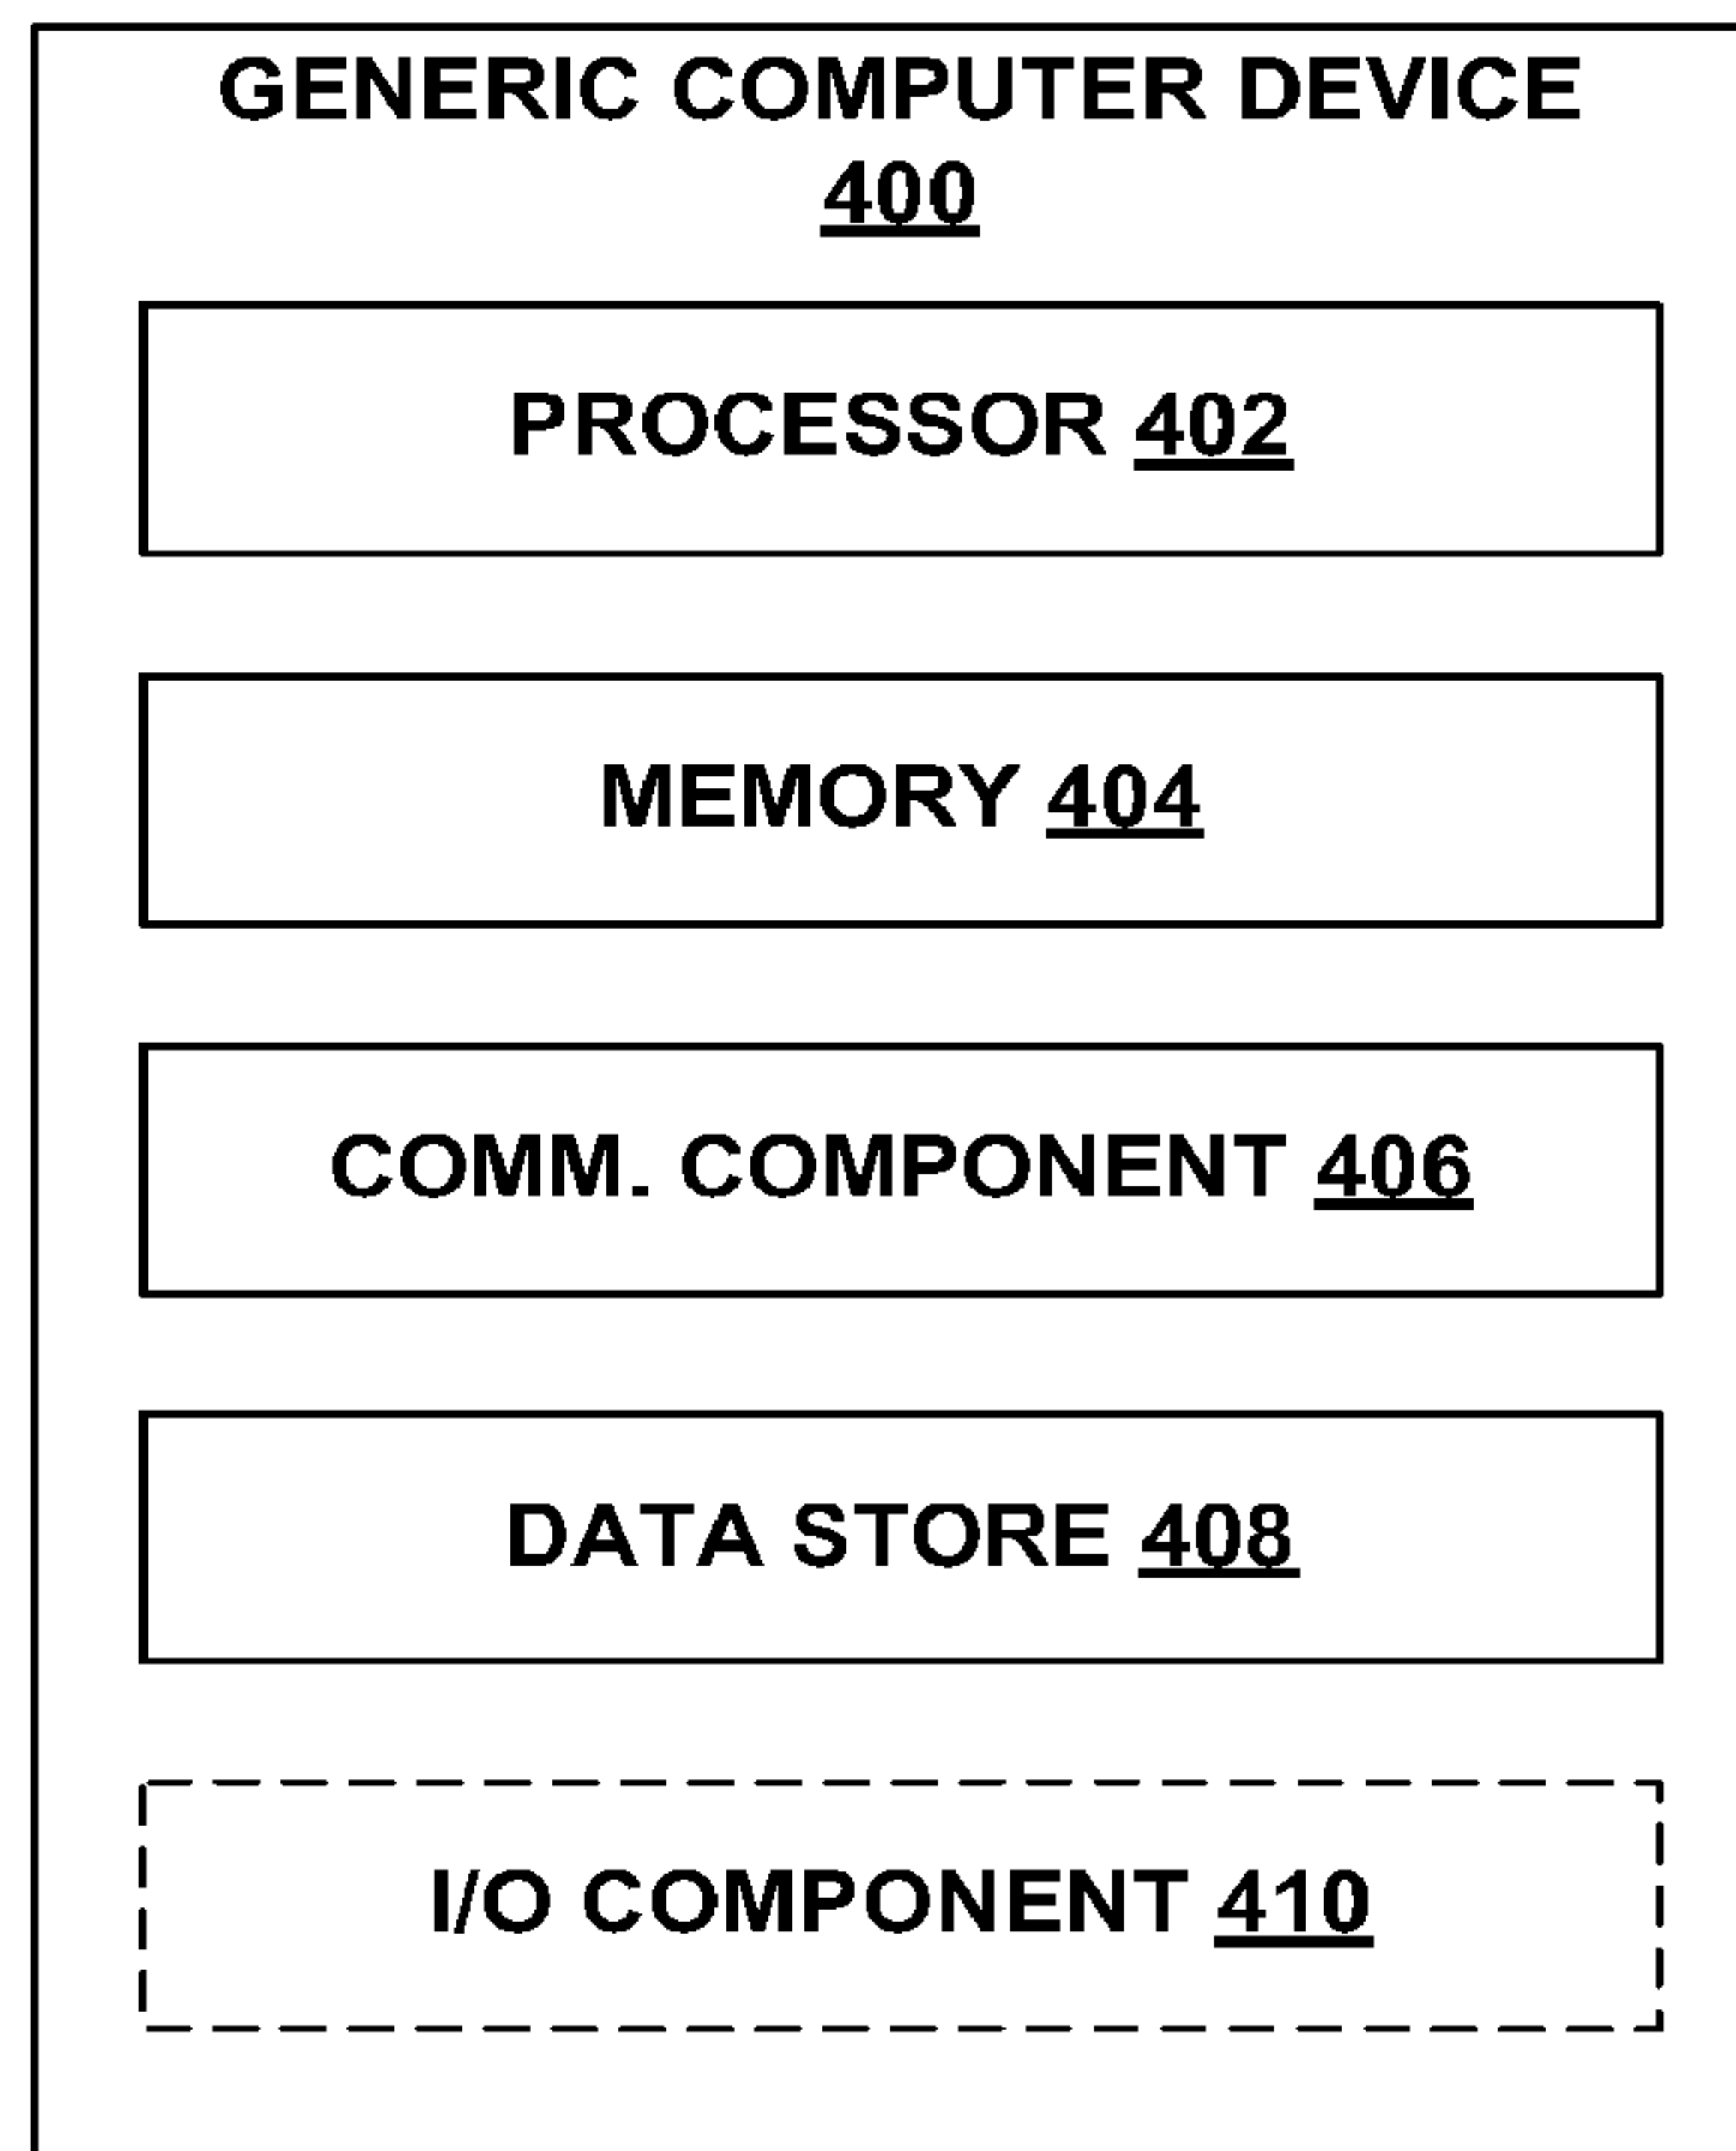 GENERIC COMPUTER DEVICE
400
PROCESSOR 402
MEMORY 404
COMM. COMPONENT 406
DATA STORE 408
I/O COMPONENT 410